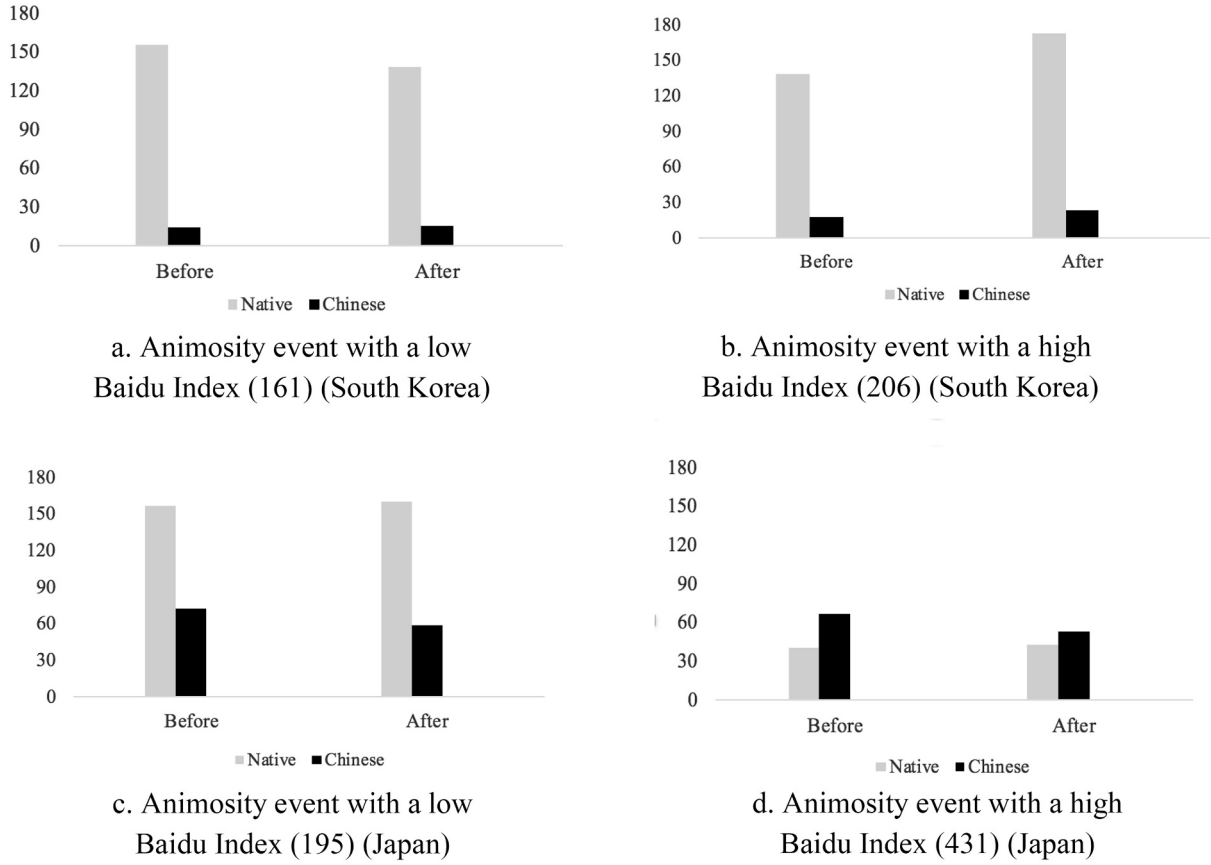 180
150
120
90
60
30
0
Before After
Native Chinese
a. Animosity event with a low
Baidu Index (161) (South Korea)
180
150
120
90
60
30
0
Before After
Native Chinese
b. Animosity event with a high
Baidu Index (206) (South Korea)
180
150
120
90
60
30
0
Before After
Native Chinese
c. Animosity event with a low
Baidu Index (195) (Japan)
180
150
120
90
60
30
0
Before After
Native Chinese
d. Animosity event with a high
Baidu Index (431) (Japan)